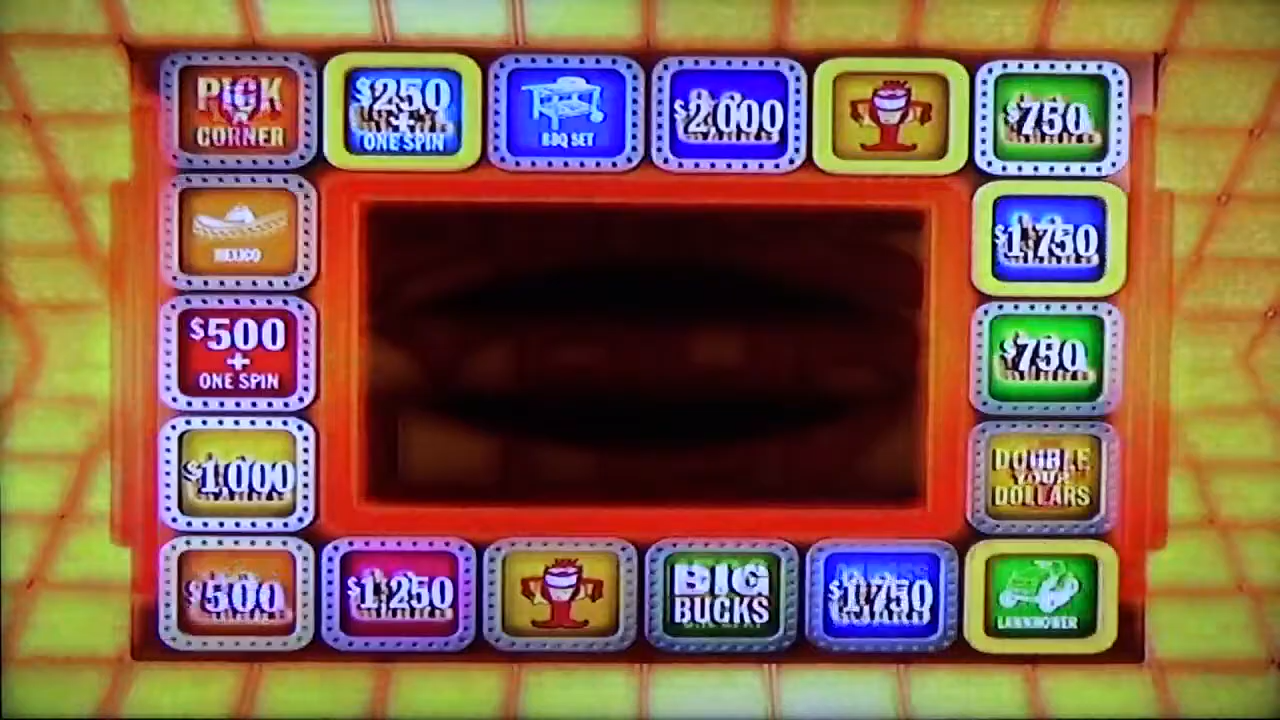 PICK
A
CORNER
$250
+
ONE SPIN
BBQ SET
$2,000
$750
MEXICO
$1,750
$500
+
ONE SPIN
$750
$1,000
DOUBLE
YOUR
DOLLARS
$500
$1,250
BIG
BUCKS
$1,750
LAWNMOWER